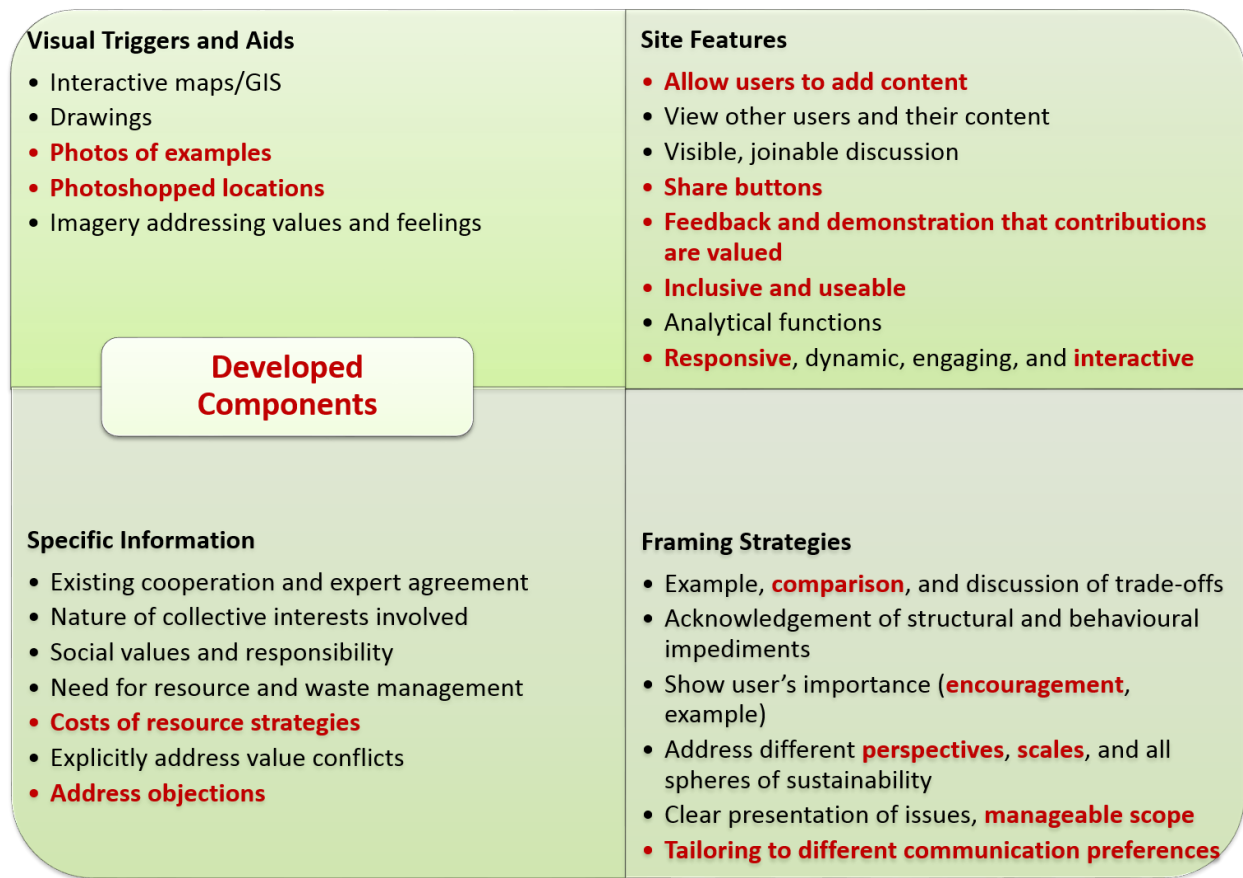 Visual Triggers and Aids
• Interactive maps/GIS
• Drawings
• Photos of examples
• Photoshopped locations
• Imagery addressing values and feelings
Site Features
• Allow users to add content
• View other users and their content
• Visible, joinable discussion
• Share buttons
• Feedback and demonstration that contributions
are valued
• Inclusive and useable
• Analytical functions
• Responsive, dynamic, engaging, and interactive
Developed
Components
Specific Information
• Existing cooperation and expert agreement
• Nature of collective interests involved
• Social values and responsibility
• Need for resource and waste management
• Costs of resource strategies
• Explicitly address value conflicts
• Address objections
Framing Strategies
• Example, comparison, and discussion of trade-offs
• Acknowledgement of structural and behavioural
impediments
• Show user’s importance (encouragement,
example)
• Address different perspectives, scales, and all
spheres of sustainability
• Clear presentation of issues, manageable scope
• Tailoring to different communication preferences